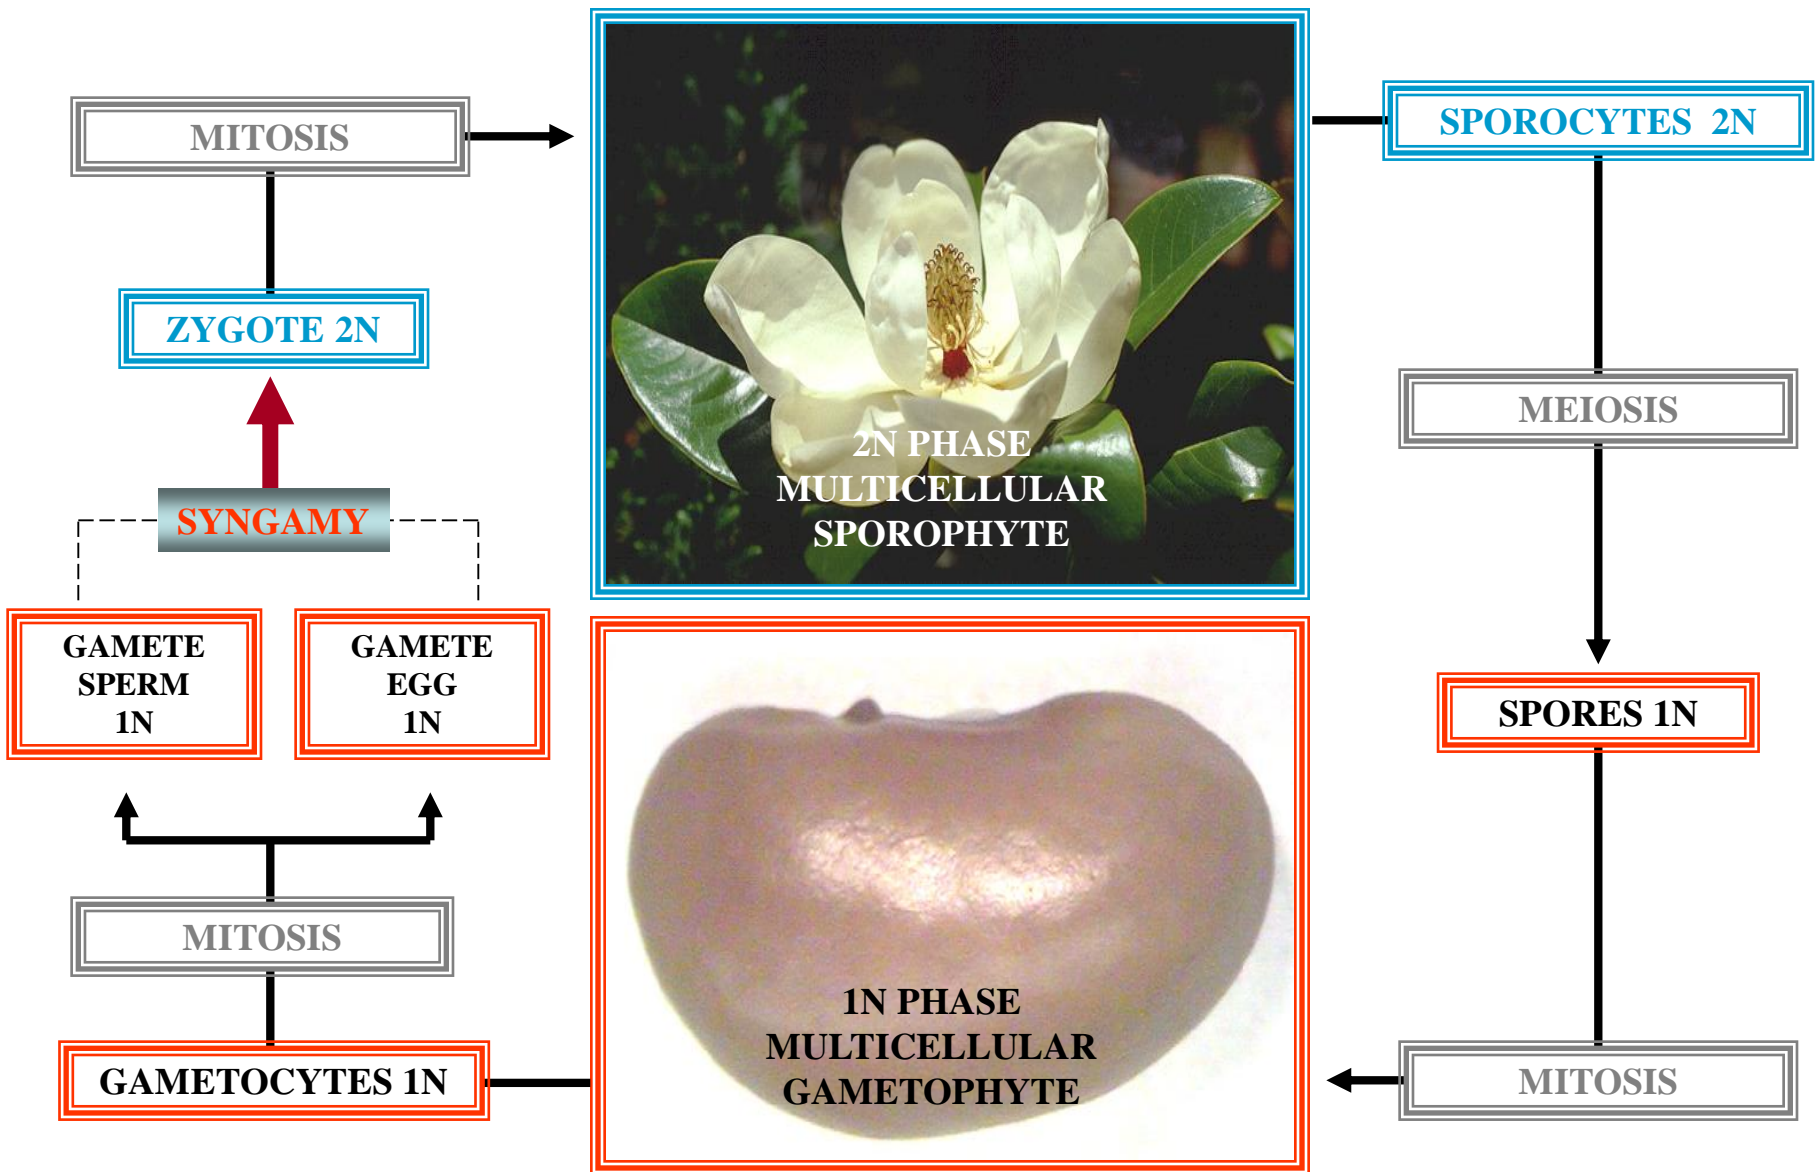 MITOSIS
SPOROCYTES 2N
ZYGOTE 2N
MEIOSIS
2N PHASE
MULTICELLULAR
SPOROPHYTE
SYNGAMY
GAMETE
SPERM
1N
GAMETE
EGG
1N
SPORES 1N
MITOSIS
1N PHASE
MULTICELLULAR
GAMETOPHYTE
GAMETOCYTES 1N
MITOSIS